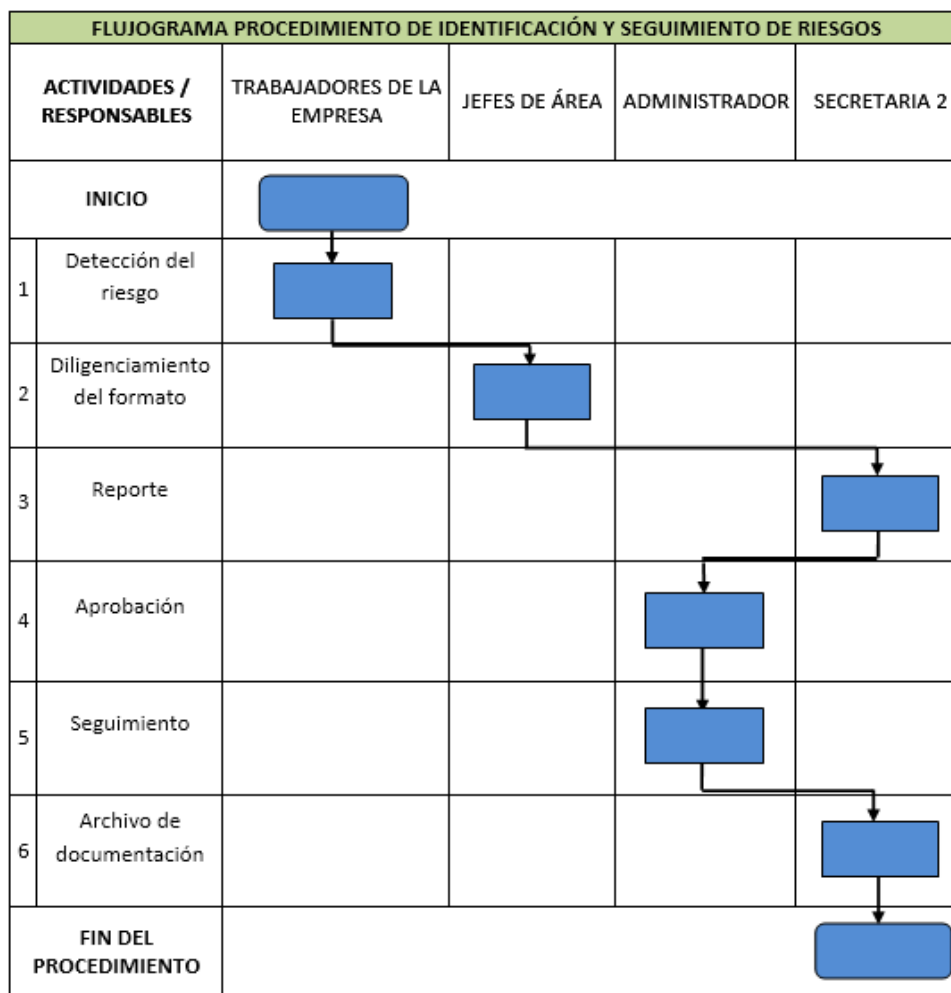 FLUJOGRAMA PROCEDIMIENTO DE IDENTIFICACIÓN Y SEGUIMIENTO DE RIESGOS
ACTIVIDADES /
RESPONSABLES
TRABAJADORES DE LA
EMPRESA
JEFES DE ÁREA
ADMINISTRADOR
SECRETARIA 2
INICIO
1
Detección del
riesgo
2
Diligenciamiento
del formato
3
Reporte
4
Aprobación
5
Seguimiento
6
Archivo de
documentación
FIN DEL
PROCEDIMIENTO